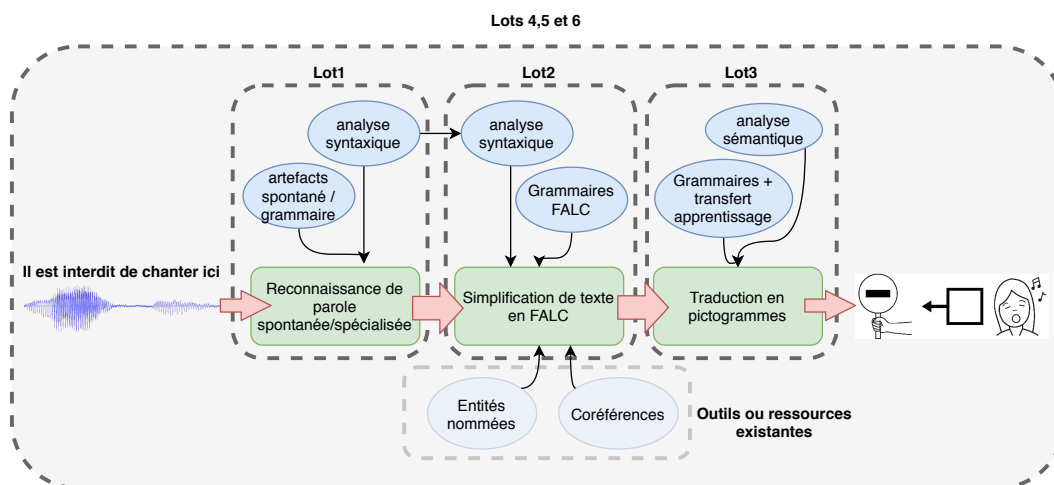 Lots 4,5 et 6
Lot1
Lot2
Lot3
analyse
syntaxique
analyse
syntaxique
analyse
sémantique
artefacts
spontané /
grammaire
Grammaires
FALC
Grammaires +
transfert
apprentissage
Il est interdit de chanter ici
Reconnaissance de
parole
spontanée/spécialisée
Simplification de texte
en FALC
Traduction en
pictogrammes
Entités
nommées
Coréférences
Outils ou ressources
existantes